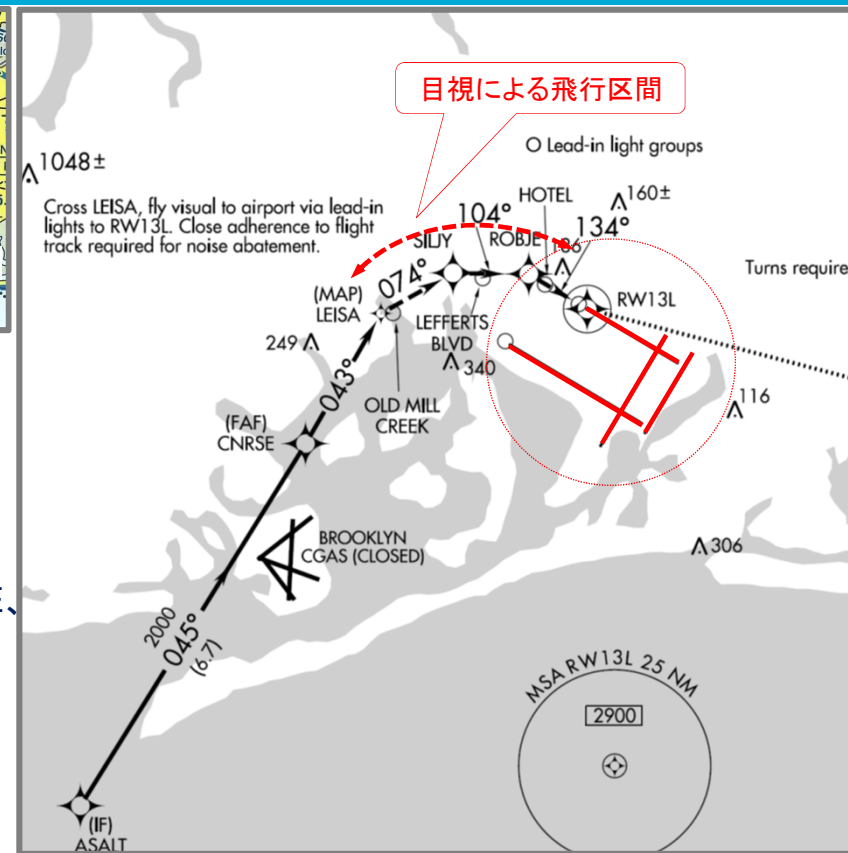 目視による飛行区間
O Lead-in light groups
1048±
Cross LEISA, fly visual to airport via lead-in
lights to RW13L. Close adherence to flight
track required for noise abatement.
HOTEL
160±
104°
134°
SILJY
ROBJE
074°
Turns require
(MAP)
LEISA
RW13L
LEFFERTS
BLVD
249
340
043°
OLD MILL
CREEK
116
(FAF)
CNRSE
BROOKLYN
CGAS (CLOSED)
306
2000
045°
(6.7)
MSA RW13L 25 NM
2900
(IF)
ASALT